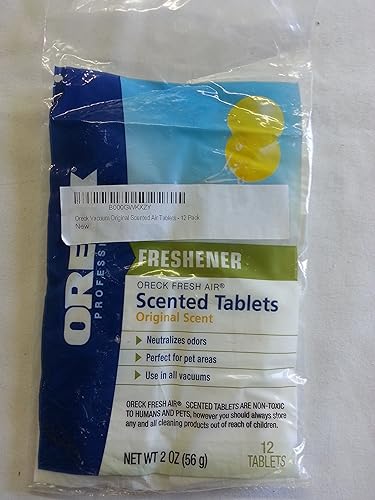 B000GWKXZY
Oreck Vacuum Original Scented Air Tablets - 12 Pack
New
OREK
PROFESSI
FRESHENER
ORECK FRESH AIR®
Scented Tablets
Original Scent
Neutralizes odors
Perfect for pet areas
Use in all vacuums
ORECK FRESH AIR® SCENTED TABLETS ARE NON-TOXIC
TO HUMANS AND PETS, however you should always store
any and all cleaning products out of reach of children.
NET WT 2 OZ (56 g)
12
TABLETS